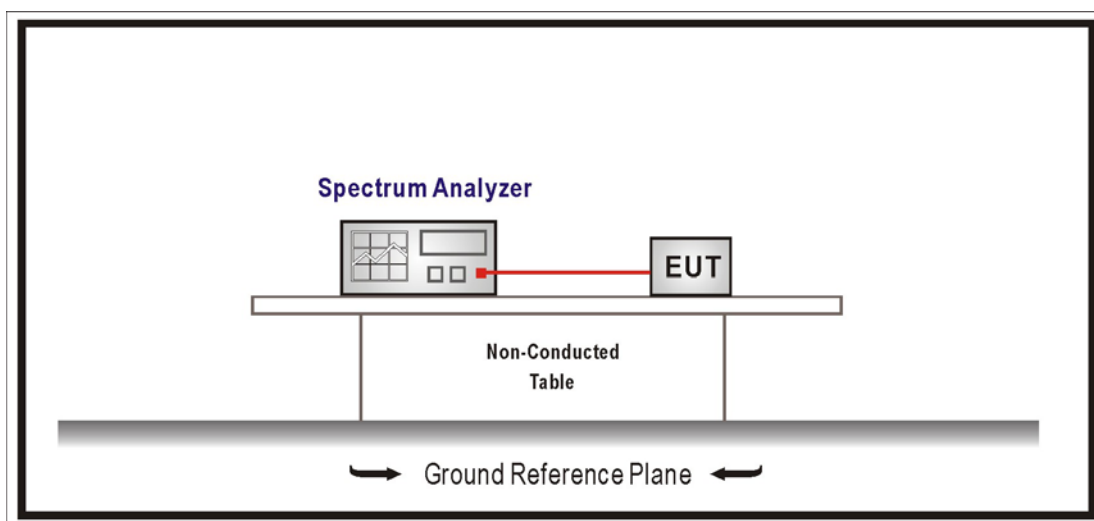 Spectrum Analyzer
EUT
Non-Conducted
Table
Ground Reference Plane